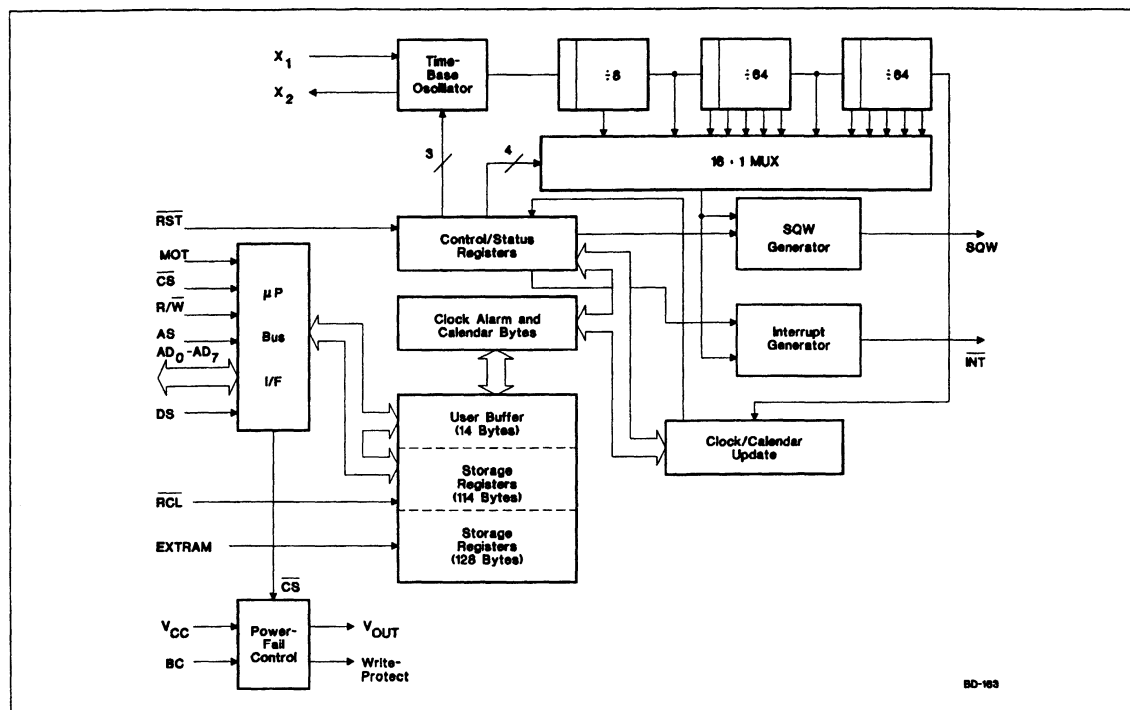 X1
X2
Time-
Base
Oscillator
÷8
÷64
÷64
3
4
16 : 1 MUX
RST
Control/Status
Registers
SQW
Generator
SQW
MOT
CS
R/W
AS
AD0-AD7
DS
µP
Bus
I/F
Clock Alarm and
Calendar Bytes
Interrupt
Generator
INT
User Buffer
(14 Bytes)
Clock/Calendar
Update
Storage
Registers
(114 Bytes)
RCL
Storage
Registers
(128 Bytes)
EXTRAM
CS
VCC
BC
Power-
Fail
Control
VOUT
Write-
Protect
BD-163